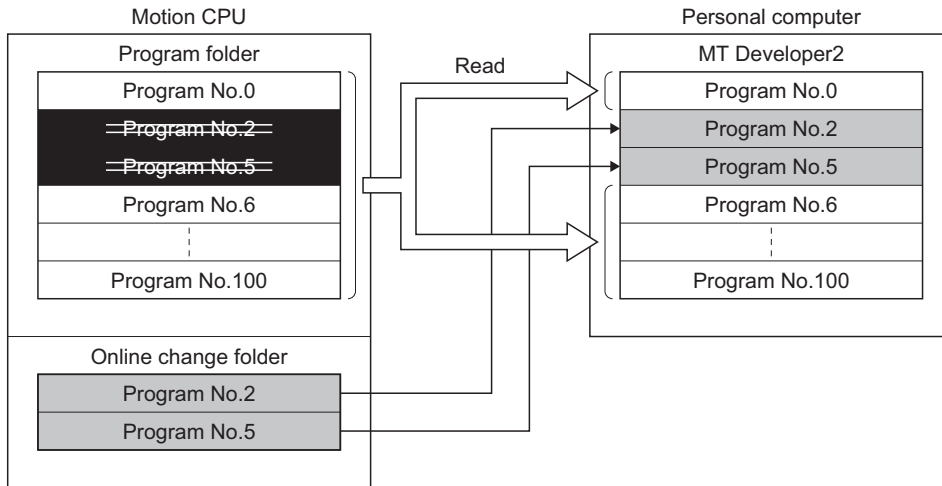 Motion CPU
Program folder
Program No.0
Program No.2
Program No.5
Program No.6
Program No.100
Online change folder
Program No.2
Program No.5
Read
Personal computer
MT Developer2
Program No.0
Program No.2
Program No.5
Program No.6
Program No.100